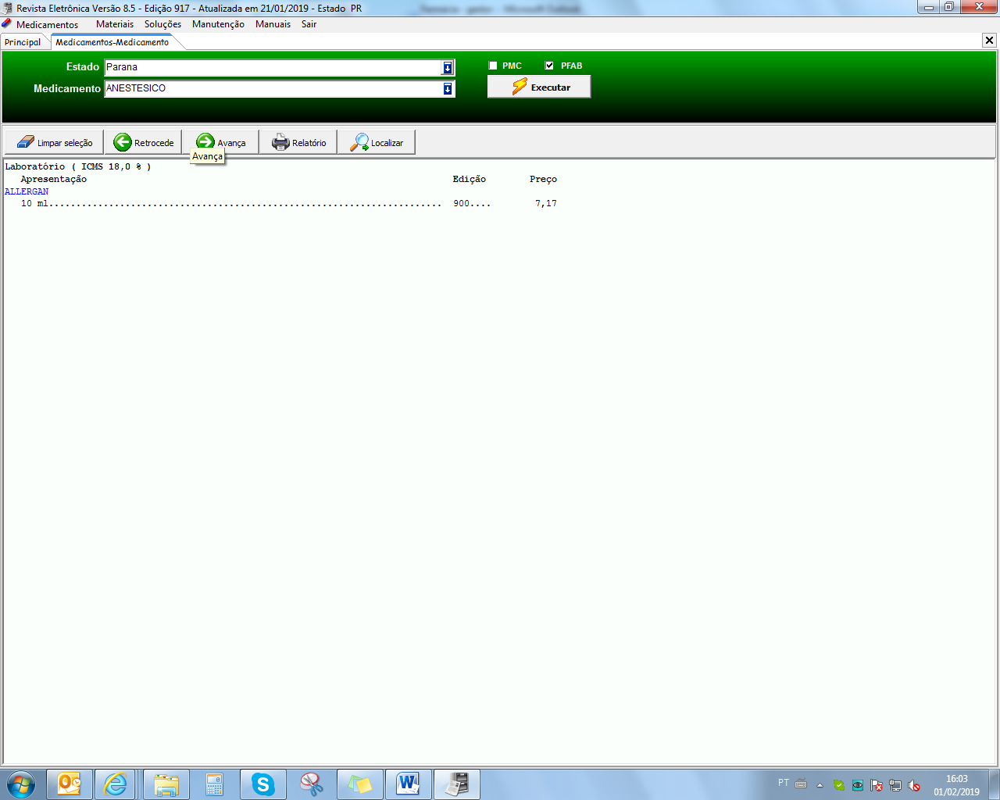 Revista Eletrônica Versão 8.5 - Edição 917 - Atualizada em 21/01/2019 - Estado PR
Medicamentos Materiais Soluções Manutenção Manuais Sair
Principal Medicamentos-Medicamento
Estado Parana PMC PFAB
Medicamento ANESTESICO Executar
Limpar seleção Retrocede Avança Relatório Localizar
Avança
Laboratório ( ICMS 18,0 % )
Apresentação Edição Preço
ALLERGAN
10 ml........................................................................ 900.... 7,17
PT 16:03
01/02/2019